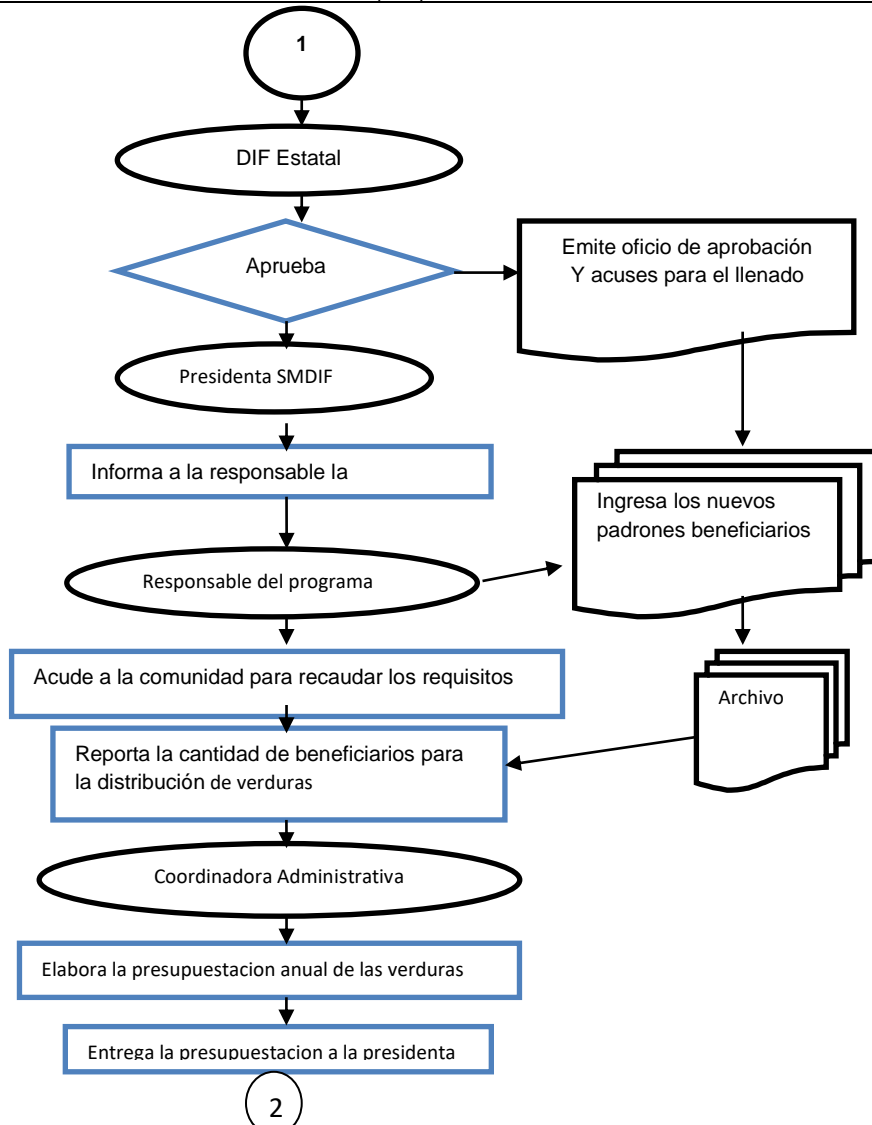 1
DIF Estatal
Aprueba
Emite oficio de aprobación
Y acuses para el llenado
Presidenta SMDIF
Informa a la responsable la
Ingresa los nuevos
padrones beneficiarios
Responsable del programa
Acude a la comunidad para recaudar los requisitos
Archivo
Reporta la cantidad de beneficiarios para
la distribución de verduras
Coordinadora Administrativa
Elabora la presupuestacion anual de las verduras
Entrega la presupuestacion a la presidenta
2